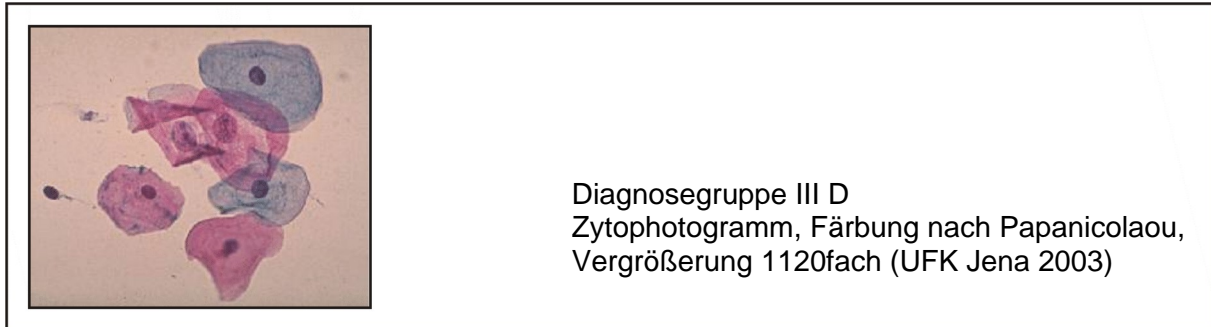 Diagnosegruppe III D
Zytophotogramm, Färbung nach Papanicolaou,
Vergrößerung 1120fach (UFK Jena 2003)